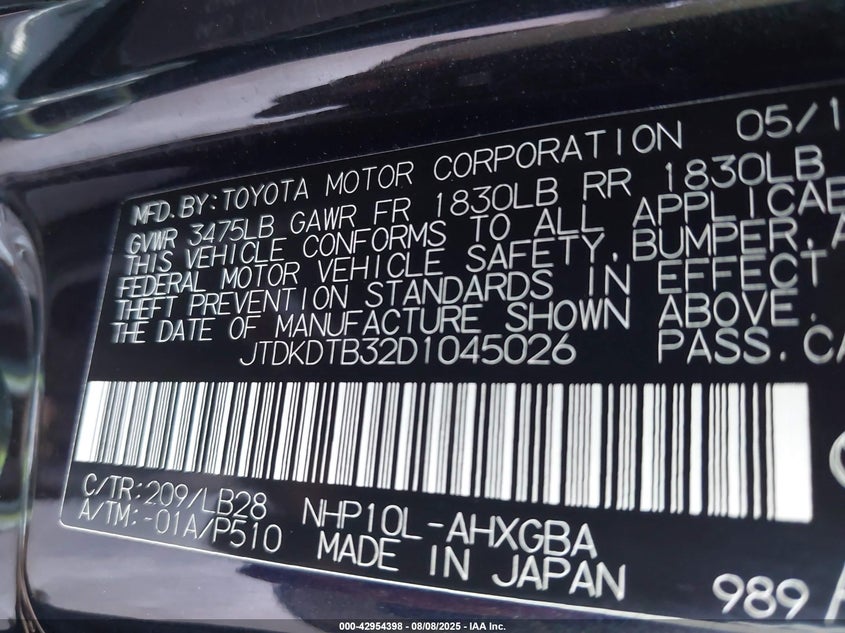 MFD. BY: TOYOTA MOTOR CORPORATION 05/1
GVWR 3475LB GAWR FR 1830LB RR 1830LB
THIS VEHICLE CONFORMS TO ALL APPLICAB
FEDERAL MOTOR VEHICLE SAFETY, BUMPER, A
THEFT PREVENTION STANDARDS IN EFFECT
THE DATE OF MANUFACTURE SHOWN ABOVE.
JTDKDTB32D1045026 PASS. CA
C/TR: 209/LB28 NHP10L-AHXGBA
A/TM: -01A/P510 MADE IN JAPAN
989
000-42954398 - 08/08/2025 - IAA Inc.